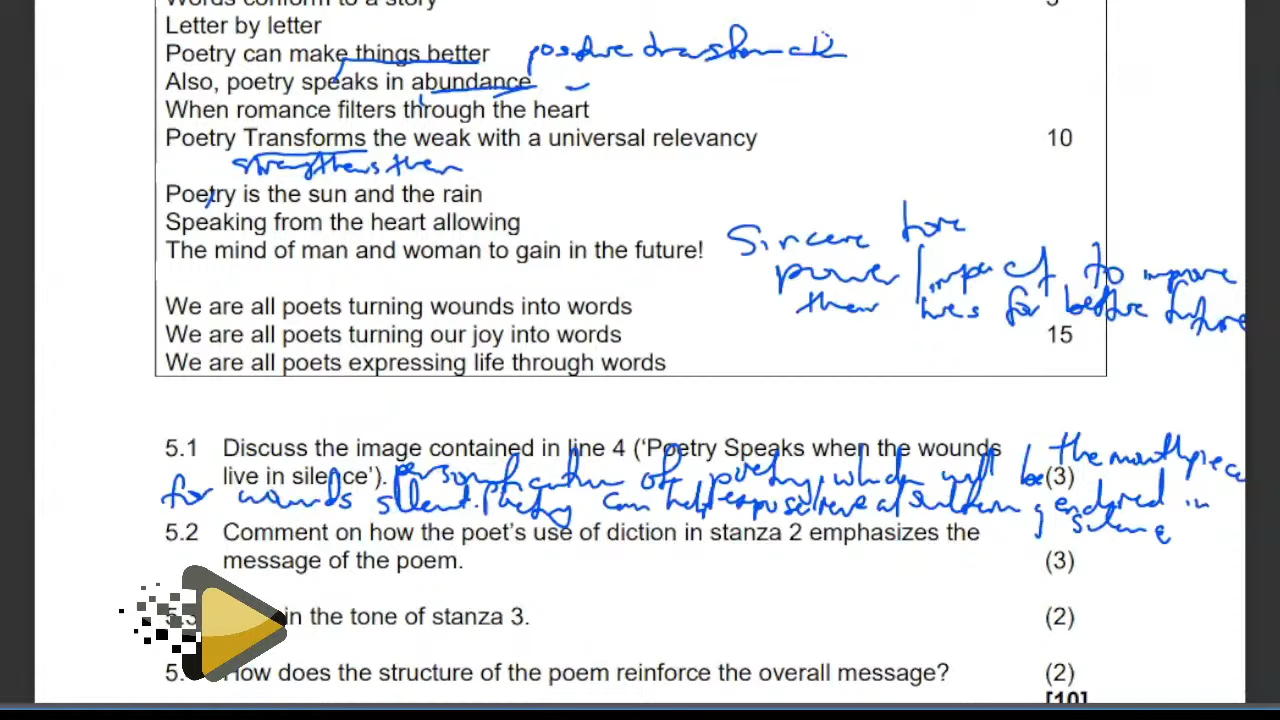 Words conform to a story
Letter by letter
Poetry can make things better positive
Also, poetry speaks in abundance
When romance filters through the heart
Poetry Transforms the weak with a universal relevancy 10
strengthens them
Poetry is the sun and the rain
Speaking from the heart allowing
The mind of man and woman to gain in the future!
Sincere tone
power/impact to improve
their lives for better future
We are all poets turning wounds into words
We are all poets turning our joy into words 15
We are all poets expressing life through words
5.1 Discuss the image contained in line 4 (‘Poetry Speaks when the wounds
live in silence’). (3)
personification of poetry, which will be the mouthpiece
for wounds silent. Poetry can help expose/reveal suffering endured in
silence
5.2 Comment on how the poet’s use of diction in stanza 2 emphasizes the
message of the poem. (3)
in the tone of stanza 3. (2)
5. How does the structure of the poem reinforce the overall message? (2)
[10]